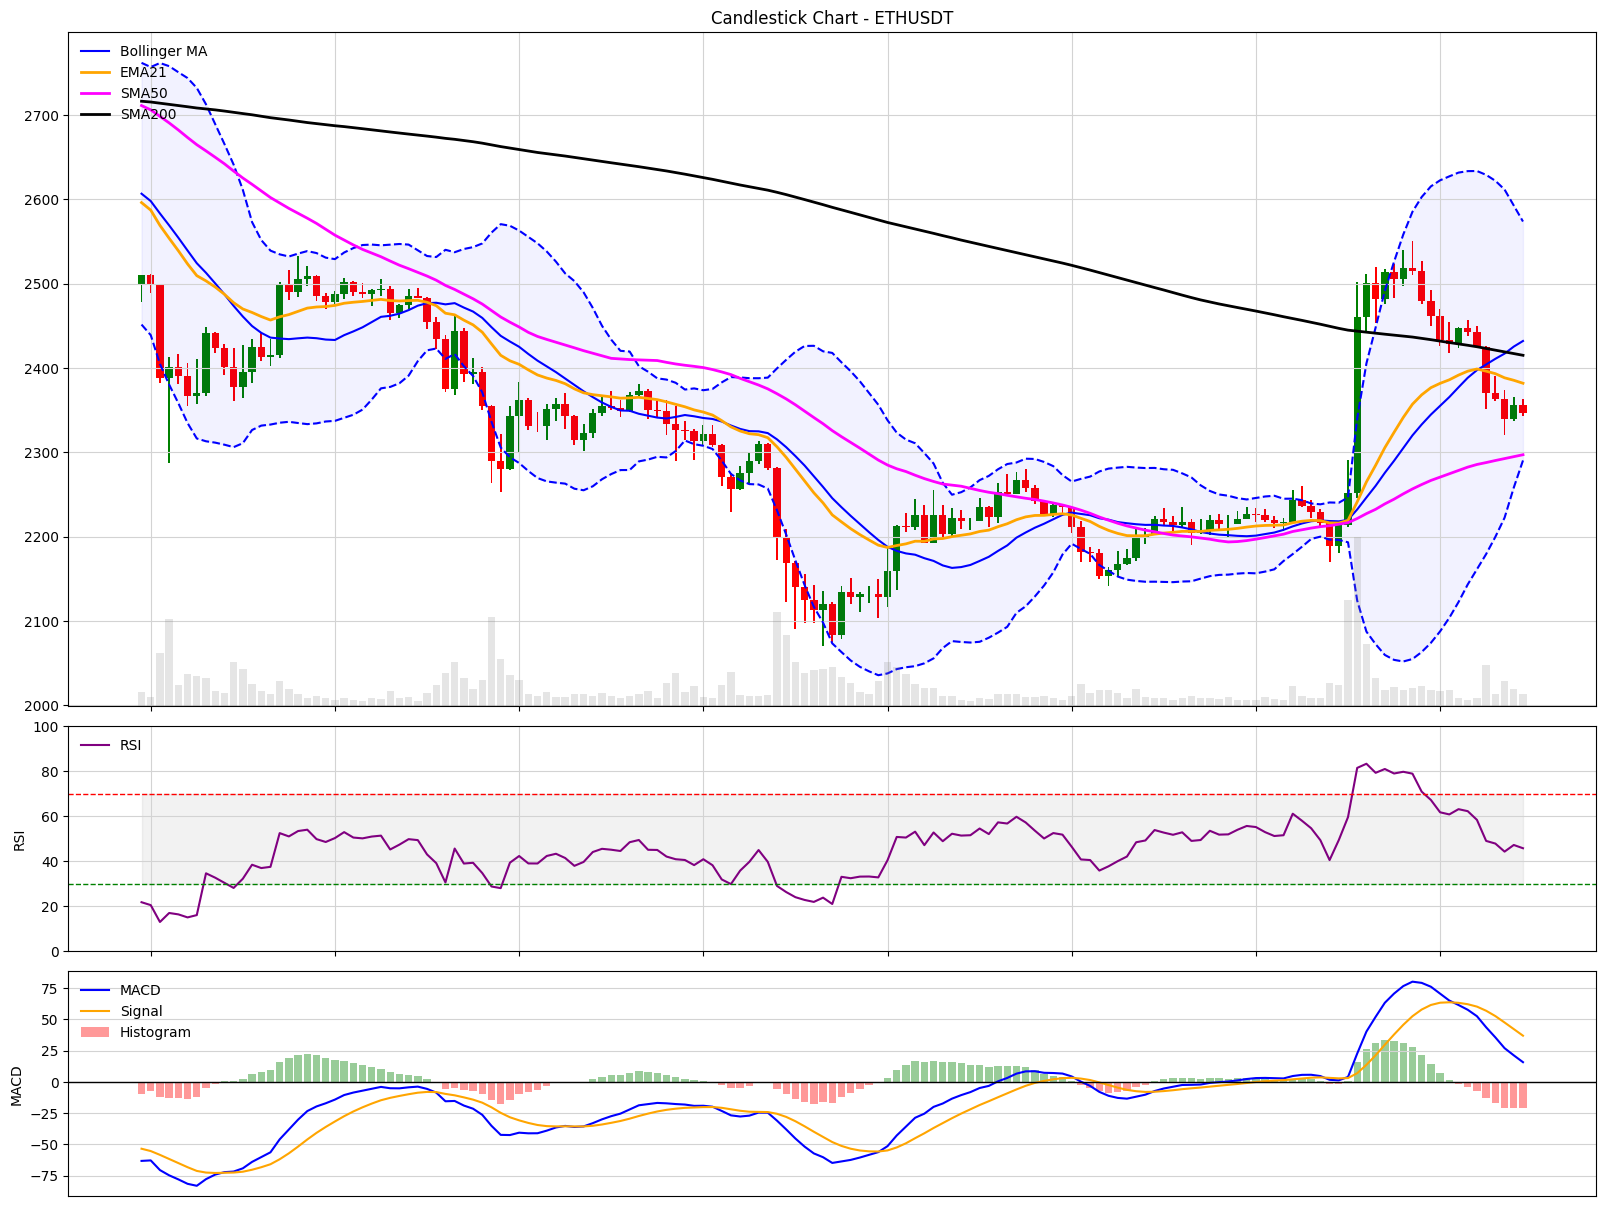 Candlestick Chart - ETHUSDT
Bollinger MA
EMA21
SMA50
SMA200
2700
2600
2500
2400
2300
2200
2100
2000
RSI
100
80
60
40
20
0
RSI
MACD
Signal
Histogram
75
50
25
0
−25
−50
−75
MACD